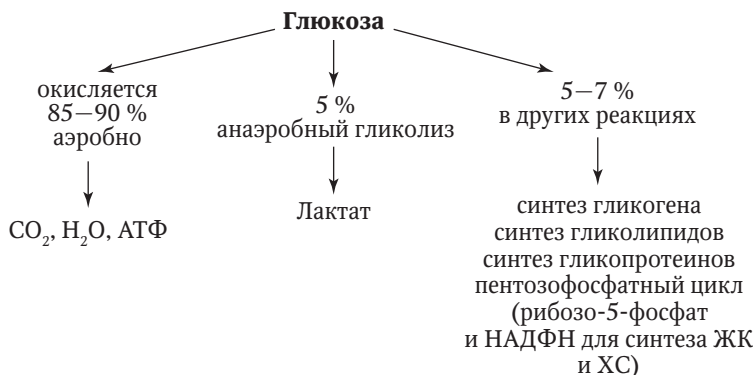 Глюкоза
окисляется
85—90 %
аэробно
CO₂, H₂O, АТФ
5 %
анаэробный гликолиз
Лактат
5—7 %
в других реакциях
синтез гликогена
синтез гликолипидов
синтез гликопротеинов
пентозофосфатный цикл
(рибозо-5-фосфат
и НАДФН для синтеза ЖК
и ХС)